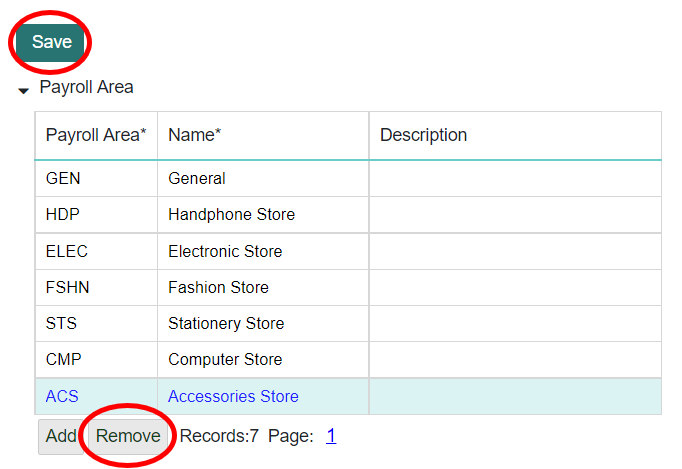 Save
Payroll Area
Payroll Area* Name* Description
GEN General
HDP Handphone Store
ELEC Electronic Store
FSHN Fashion Store
STS Stationery Store
CMP Computer Store
ACS Accessories Store
Add Remove Records:7 Page: 1